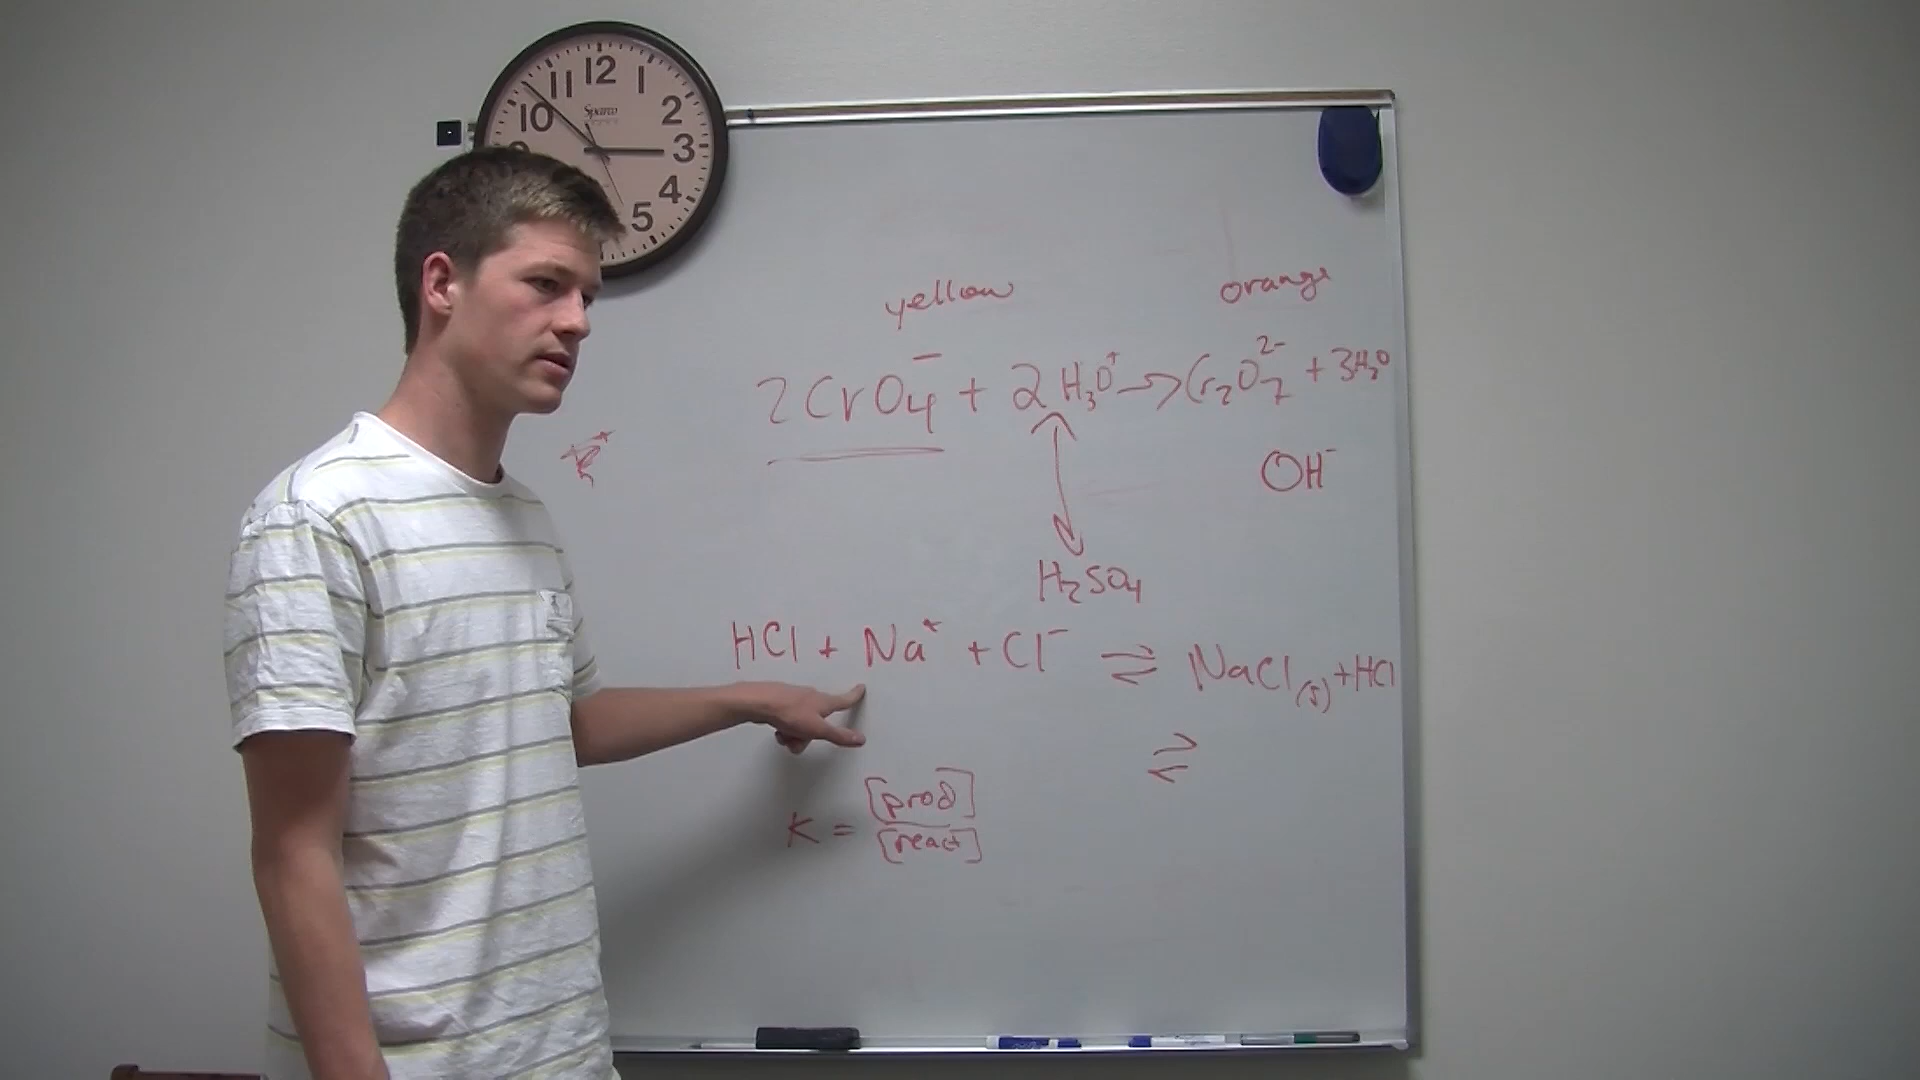 12
11 1
10 2
3
4
5
yellow orange
2CrO₄⁻ + 2H₃O⁺ → Cr₂O₇²⁻ + 3H₂O
OH⁻
H₂SO₄
HCl + Na⁺ + Cl⁻ ⇌ NaCl(s) + HCl
⇌
K = [prod]
[react]